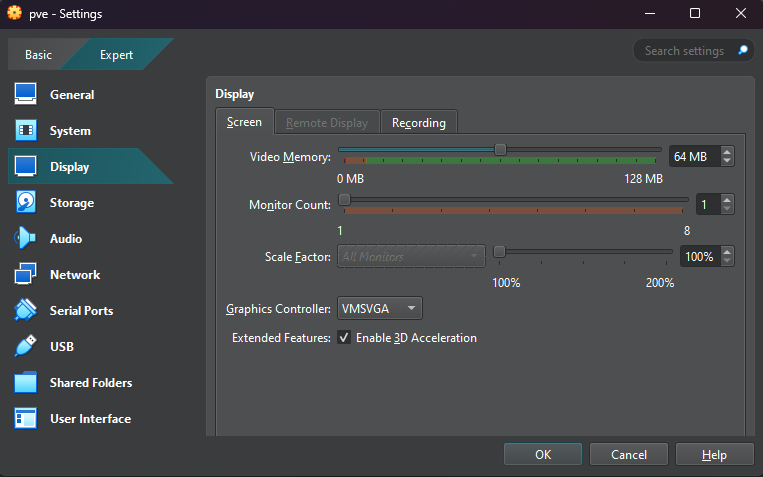 pve - Settings
Basic
Expert
Search settings
General
System
Display
Storage
Audio
Network
Serial Ports
USB
Shared Folders
User Interface
Display
Screen
Remote Display
Recording
Video Memory:
64 MB
0 MB
128 MB
Monitor Count:
1
1
8
Scale Factor:
All Monitors
100%
100%
200%
Graphics Controller:
VMSVGA
Extended Features:
Enable 3D Acceleration
OK
Cancel
Help